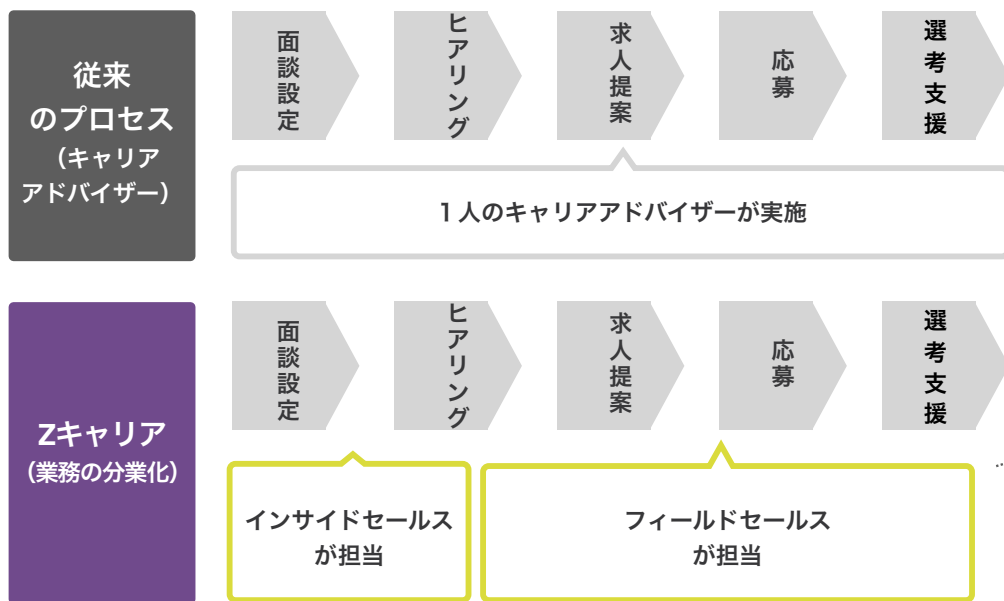 従来
のプロセス
（キャリア
アドバイザー）
面談設定
ヒアリング
求人提案
応募
選考支援
1人のキャリアアドバイザーが実施
Zキャリア
（業務の分業化）
面談設定
ヒアリング
求人提案
応募
選考支援
インサイドセールス
が担当
フィールドセールス
が担当
…